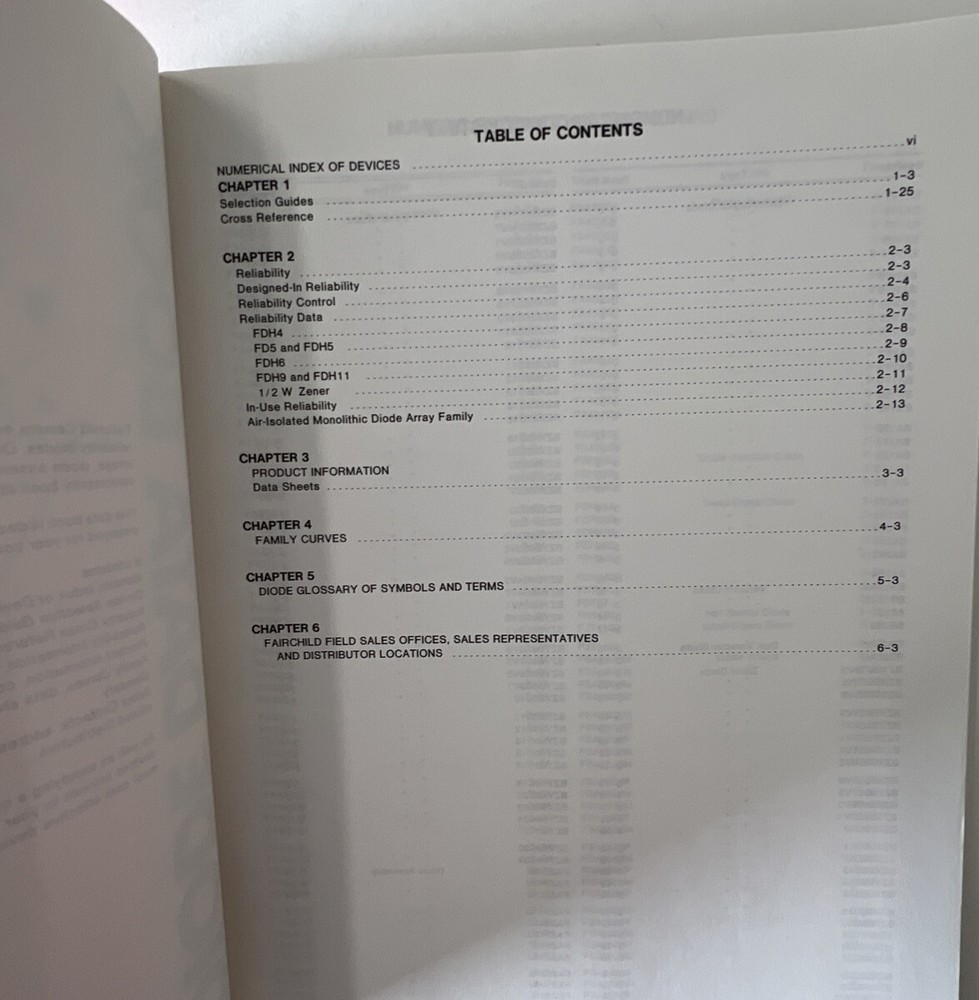 TABLE OF CONTENTS
NUMERICAL INDEX OF DEVICES ........ vi
CHAPTER 1
Selection Guides ........ 1-3
Cross Reference ........ 1-25
CHAPTER 2
Reliability ........ 2-3
Designed-In Reliability ........ 2-3
Reliability Control ........ 2-4
Reliability Data ........ 2-6
FDH4 ........ 2-7
FD5 and FDH5 ........ 2-8
FDH6 ........ 2-9
FDH9 and FDH11 ........ 2-10
1/2 W Zener ........ 2-11
In-Use Reliability ........ 2-12
Air-Isolated Monolithic Diode Array Family ........ 2-13
CHAPTER 3
PRODUCT INFORMATION
Data Sheets ........ 3-3
CHAPTER 4
FAMILY CURVES ........ 4-3
CHAPTER 5
DIODE GLOSSARY OF SYMBOLS AND TERMS ........ 5-3
CHAPTER 6
FAIRCHILD FIELD SALES OFFICES, SALES REPRESENTATIVES
AND DISTRIBUTOR LOCATIONS ........ 6-3